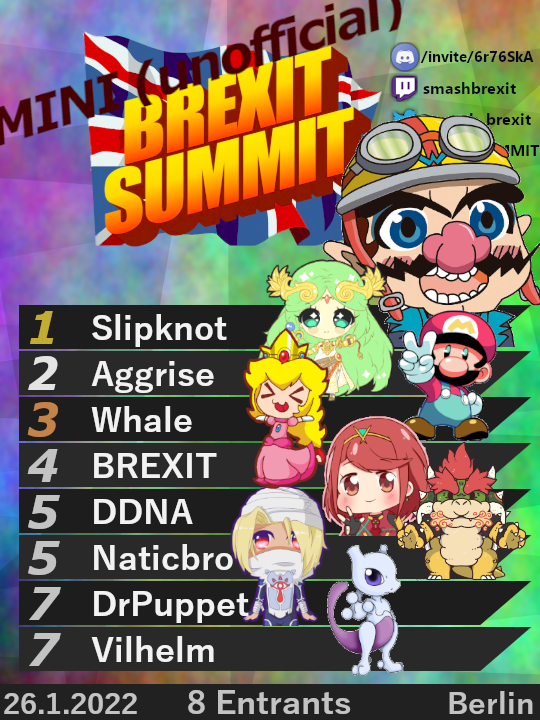 MINI (unofficial)
BREXIT
SUMMIT
/invite/6r76SkA
smashbrexit
brexit
1 Slipknot
2 Aggrise
3 Whale
4 BREXIT
5 DDNA
5 Naticbro
7 DrPuppet
7 Vilhelm
M
26.1.2022 8 Entrants Berlin